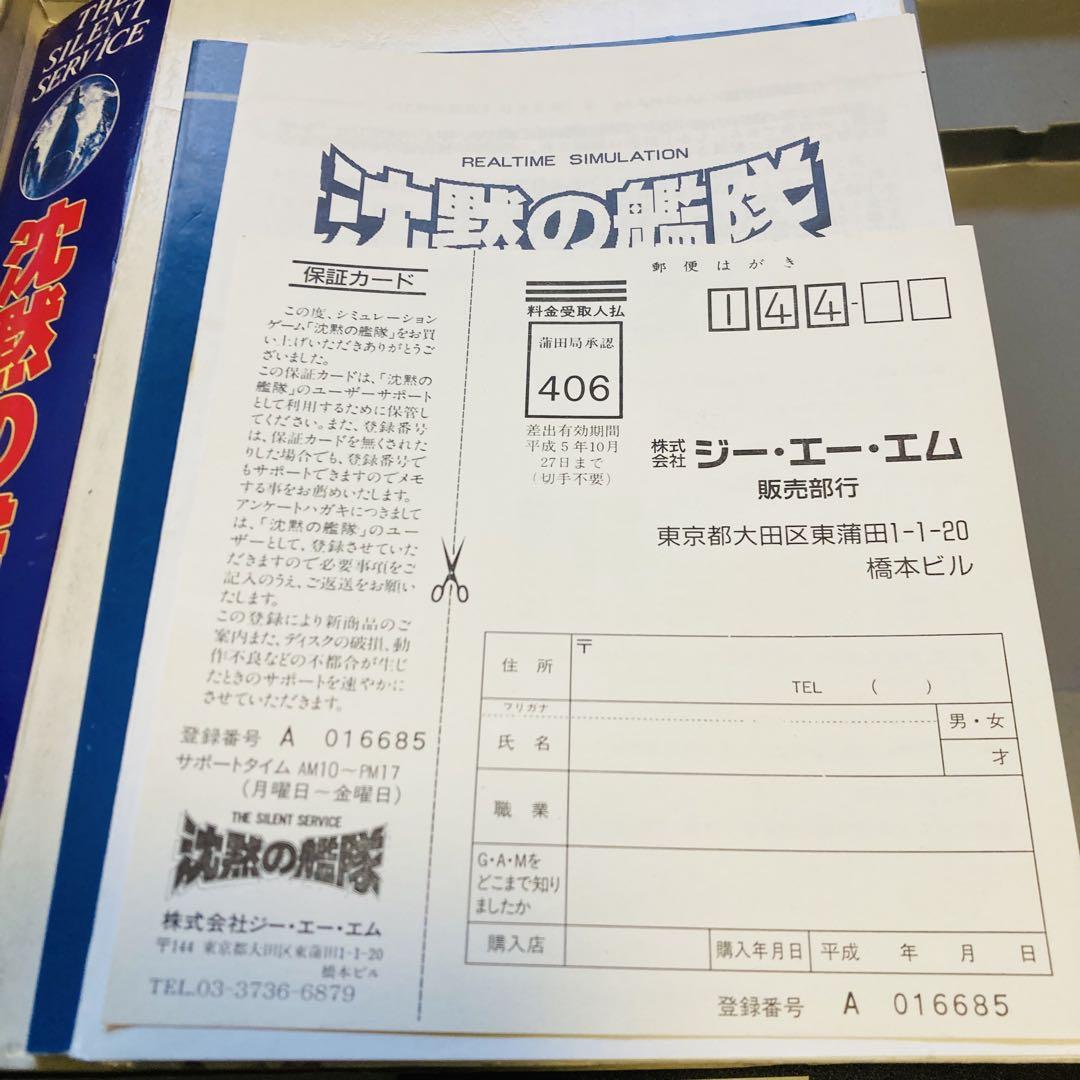 THE
SILENT
SERVICE
沈黙の
REALTIME SIMULATION
沈黙の艦隊
保証カード
この度、シミュレーション
ゲーム「沈黙の艦隊」をお買
い上げいただきありがとうご
ざいました。
この保証カードは、「沈黙の
艦隊」のユーザーサポート
として利用するために保管し
てください。また、登録番号
は、保証カードを無くされた
りした場合でも、登録番号で
もサポートできますのでメモ
する事をお薦めいたします。
アンケートハガキにつきまして
は、「沈黙の艦隊」のユー
ザーとして、登録させていた
だきますので必要事項をご
記入のうえ、ご返送をお願い
たします。
この登録により新商品のご
案内また、ディスクの破損、動
作不良などの不都合が生じ
たときのサポートを速やかに
させていただきます。
登録番号 A 016685
サポートタイム AM10〜PM17
(月曜日〜金曜日)
THE SILENT SERVICE
沈黙の艦隊
株式会社ジー・エー・エム
〒144 東京都大田区東蒲田1-1-20
橋本ビル
TEL.03-3736-6879
郵便はがき
料金受取人払
蒲田局承認
406
差出有効期間
平成5年10月
27日まで
(切手不要)
144-
株式会社 ジー・エー・エム
販売部行
東京都大田区東蒲田1-1-20
橋本ビル
住所 〒
TEL ( )
フリガナ
氏名
男・女
才
職業
G・A・Mを
どこまで知り
ましたか
購入店 購入年月日 平成 年 月 日
登録番号 A 016685